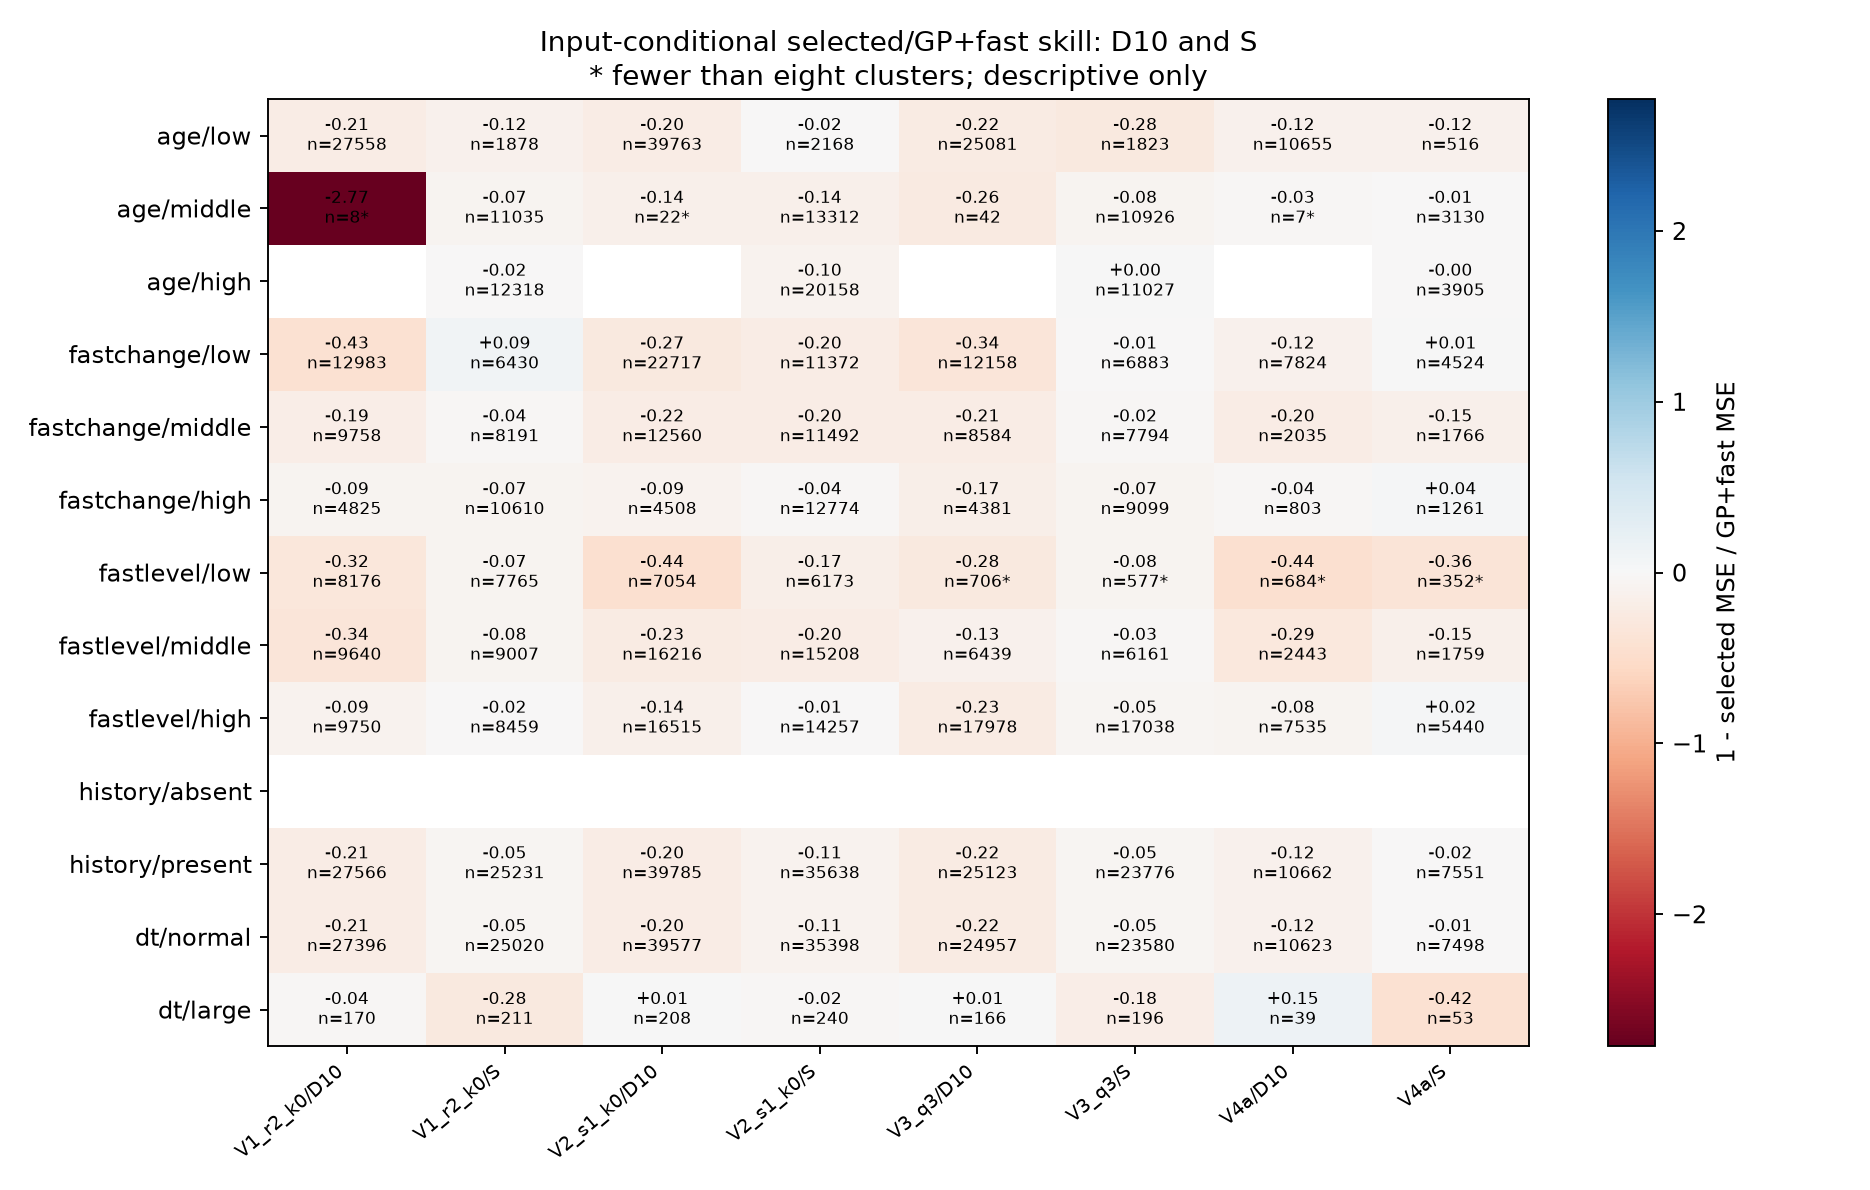 Input-conditional selected/GP+fast skill: D10 and S
* fewer than eight clusters; descriptive only
age/low
-0.21 -0.12 -0.20 -0.02 -0.22 -0.28 -0.12 -0.12
n=27558 n=1878 n=39763 n=2168 n=25081 n=1823 n=10655 n=516
age/middle
-2.77 -0.07 -0.14 -0.14 -0.26 -0.08 -0.03 -0.01
n=8* n=11035 n=22* n=13312 n=42 n=10926 n=7* n=3130
age/high
-0.02 -0.10 +0.00 -0.00
n=12318 n=20158 n=11027 n=3905
fastchange/low
-0.43 +0.09 -0.27 -0.20 -0.34 -0.01 -0.12 +0.01
n=12983 n=6430 n=22717 n=11372 n=12158 n=6883 n=7824 n=4524
fastchange/middle
-0.19 -0.04 -0.22 -0.20 -0.21 -0.02 -0.20 -0.15
n=9758 n=8191 n=12560 n=11492 n=8584 n=7794 n=2035 n=1766
fastchange/high
-0.09 -0.07 -0.09 -0.04 -0.17 -0.07 -0.04 +0.04
n=4825 n=10610 n=4508 n=12774 n=4381 n=9099 n=803 n=1261
fastlevel/low
-0.32 -0.07 -0.44 -0.17 -0.28 -0.08 -0.44 -0.36
n=8176 n=7765 n=7054 n=6173 n=706* n=577* n=684* n=352*
fastlevel/middle
-0.34 -0.08 -0.23 -0.20 -0.13 -0.03 -0.29 -0.15
n=9640 n=9007 n=16216 n=15208 n=6439 n=6161 n=2443 n=1759
fastlevel/high
-0.09 -0.02 -0.14 -0.01 -0.23 -0.05 -0.08 +0.02
n=9750 n=8459 n=16515 n=14257 n=17978 n=17038 n=7535 n=5440
history/absent
history/present
-0.21 -0.05 -0.20 -0.11 -0.22 -0.05 -0.12 -0.02
n=27566 n=25231 n=39785 n=35638 n=25123 n=23776 n=10662 n=7551
dt/normal
-0.21 -0.05 -0.20 -0.11 -0.22 -0.05 -0.12 -0.01
n=27396 n=25020 n=39577 n=35398 n=24957 n=23580 n=10623 n=7498
dt/large
-0.04 -0.28 +0.01 -0.02 +0.01 -0.18 +0.15 -0.42
n=170 n=211 n=208 n=240 n=166 n=196 n=39 n=53
V1_r2_k0/D10
V1_r2_k0/S
V2_s1_k0/D10
V2_s1_k0/S
V3_q3/D10
V3_q3/S
V4a/D10
V4a/S
2
1
0
−1
−2
1 - selected MSE / GP+fast MSE